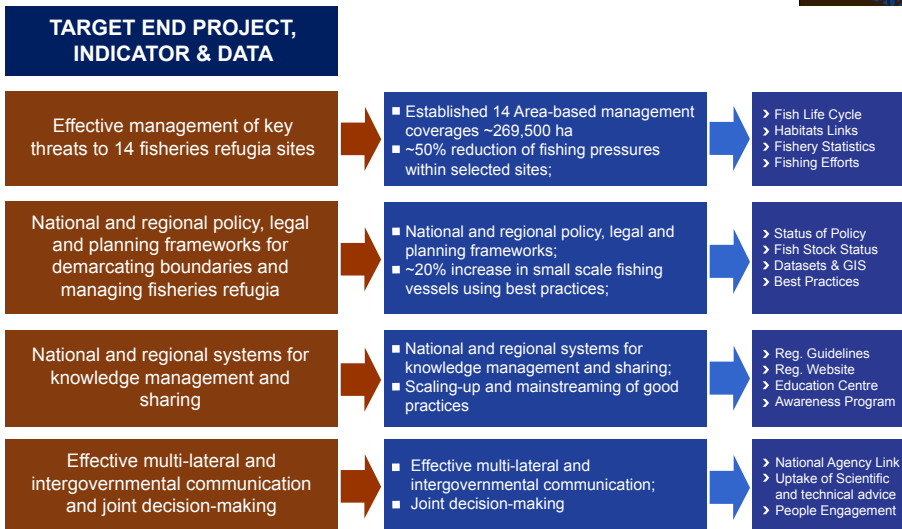 TARGET END PROJECT,
INDICATOR & DATA
Effective management of key
threats to 14 fisheries refugia sites
▪ Established 14 Area-based management
coverages ~269,500 ha
▪ ~50% reduction of fishing pressures
within selected sites;
› Fish Life Cycle
› Habitats Links
› Fishery Statistics
› Fishing Efforts
National and regional policy, legal
and planning frameworks for
demarcating boundaries and
managing fisheries refugia
▪ National and regional policy, legal and
planning frameworks;
▪ ~20% increase in small scale fishing
vessels using best practices;
› Status of Policy
› Fish Stock Status
› Datasets & GIS
› Best Practices
National and regional systems for
knowledge management and
sharing
▪ National and regional systems for
knowledge management and sharing;
▪ Scaling-up and mainstreaming of good
practices
› Reg. Guidelines
› Reg. Website
› Education Centre
› Awareness Program
Effective multi-lateral and
intergovernmental communication
and joint decision-making
▪ Effective multi-lateral and
intergovernmental communication;
▪ Joint decision-making
› National Agency Link
› Uptake of Scientific
and technical advice
› People Engagement